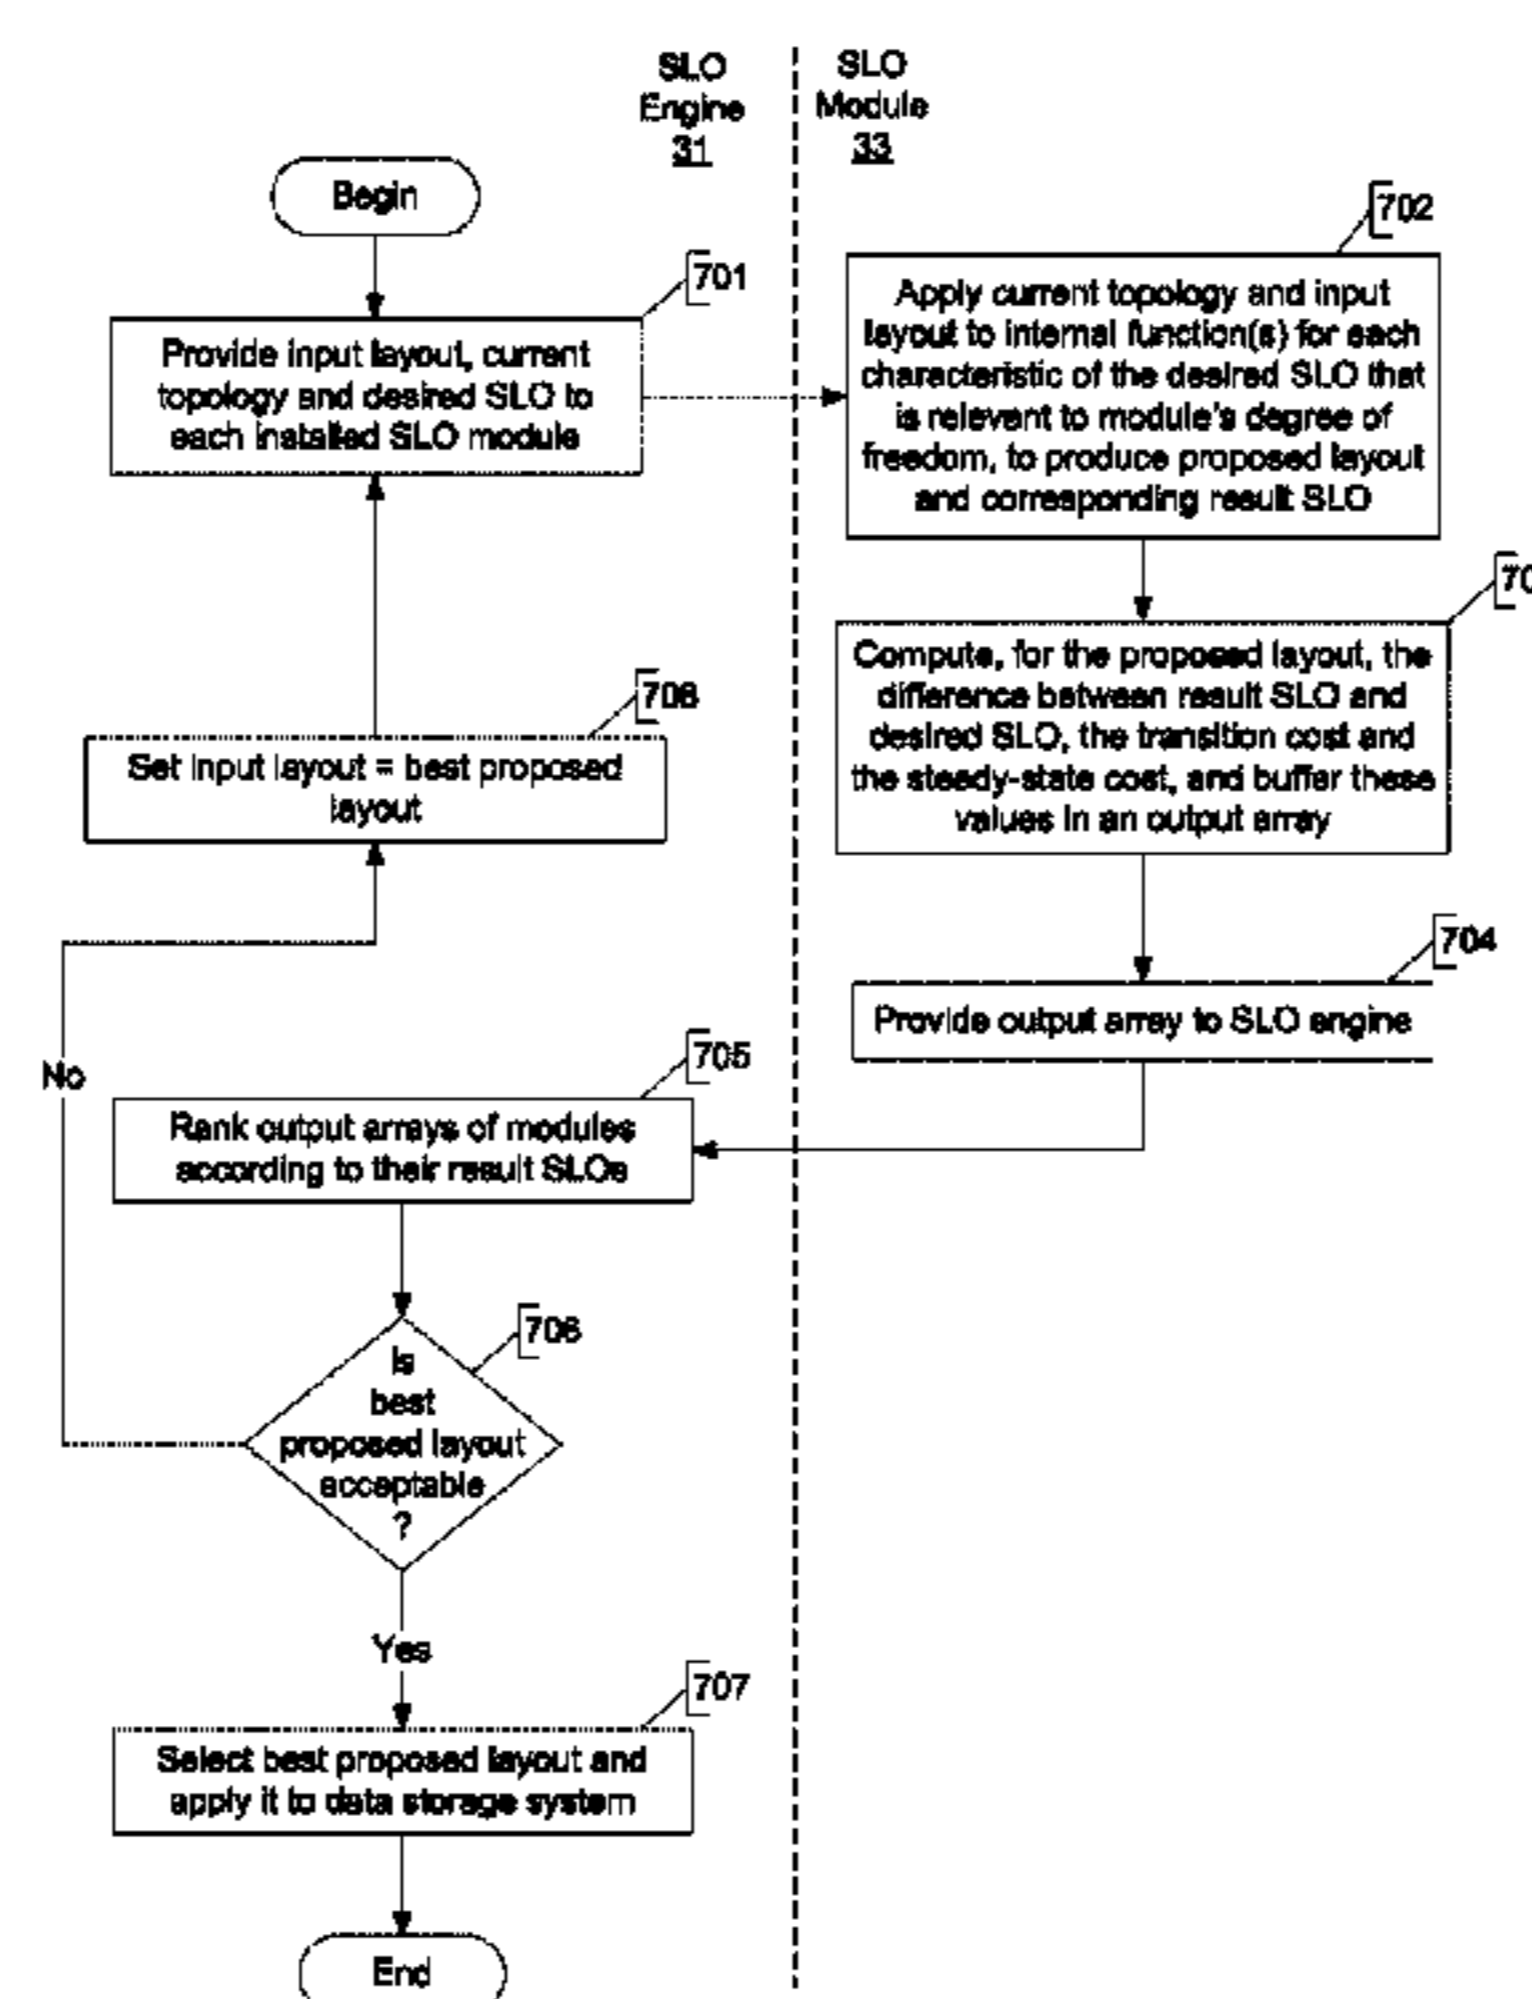 SLO
Engine
31
SLO
Module
33
Begin
701
Provide input layout, current
topology and desired SLO to
each installed SLO module
702
Apply current topology and input
layout to internal function(s) for each
characteristic of the desired SLO that
is relevant to module's degree of
freedom, to produce proposed layout
and corresponding result SLO
70
Compute, for the proposed layout, the
difference between result SLO and
desired SLO, the transition cost and
the steady-state cost, and buffer these
values in an output array
708
Set input layout = best proposed
layout
704
Provide output array to SLO engine
No
705
Rank output arrays of modules
according to their result SLOs
706
Is
best
proposed layout
acceptable
?
Yes
707
Select best proposed layout and
apply it to data storage system
End